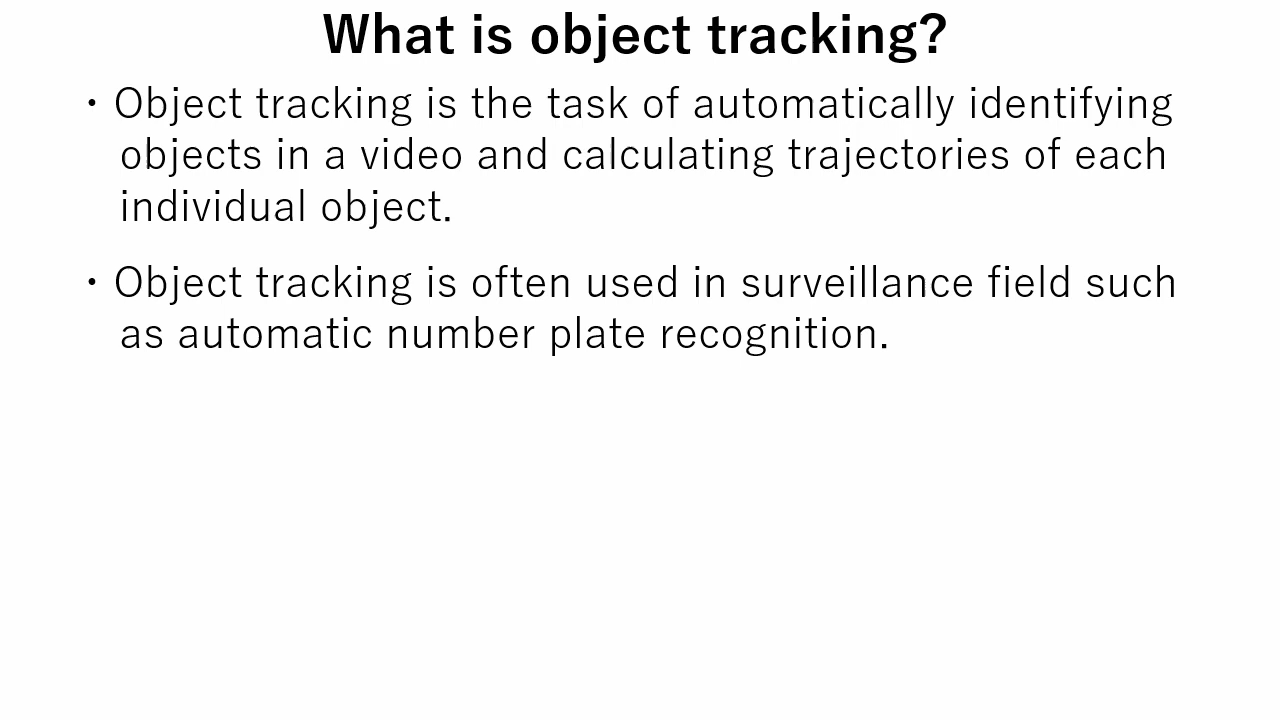 What is object tracking?
・Object tracking is the task of automatically identifying
objects in a video and calculating trajectories of each
individual object.
・Object tracking is often used in surveillance field such
as automatic number plate recognition.